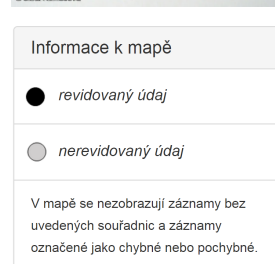 Informace k mapě
revidovaný údaj
nerevidovaný údaj
V mapě se nezobrazují záznamy bez
uvedených souřadnic a záznamy
označené jako chybné nebo pochybné.